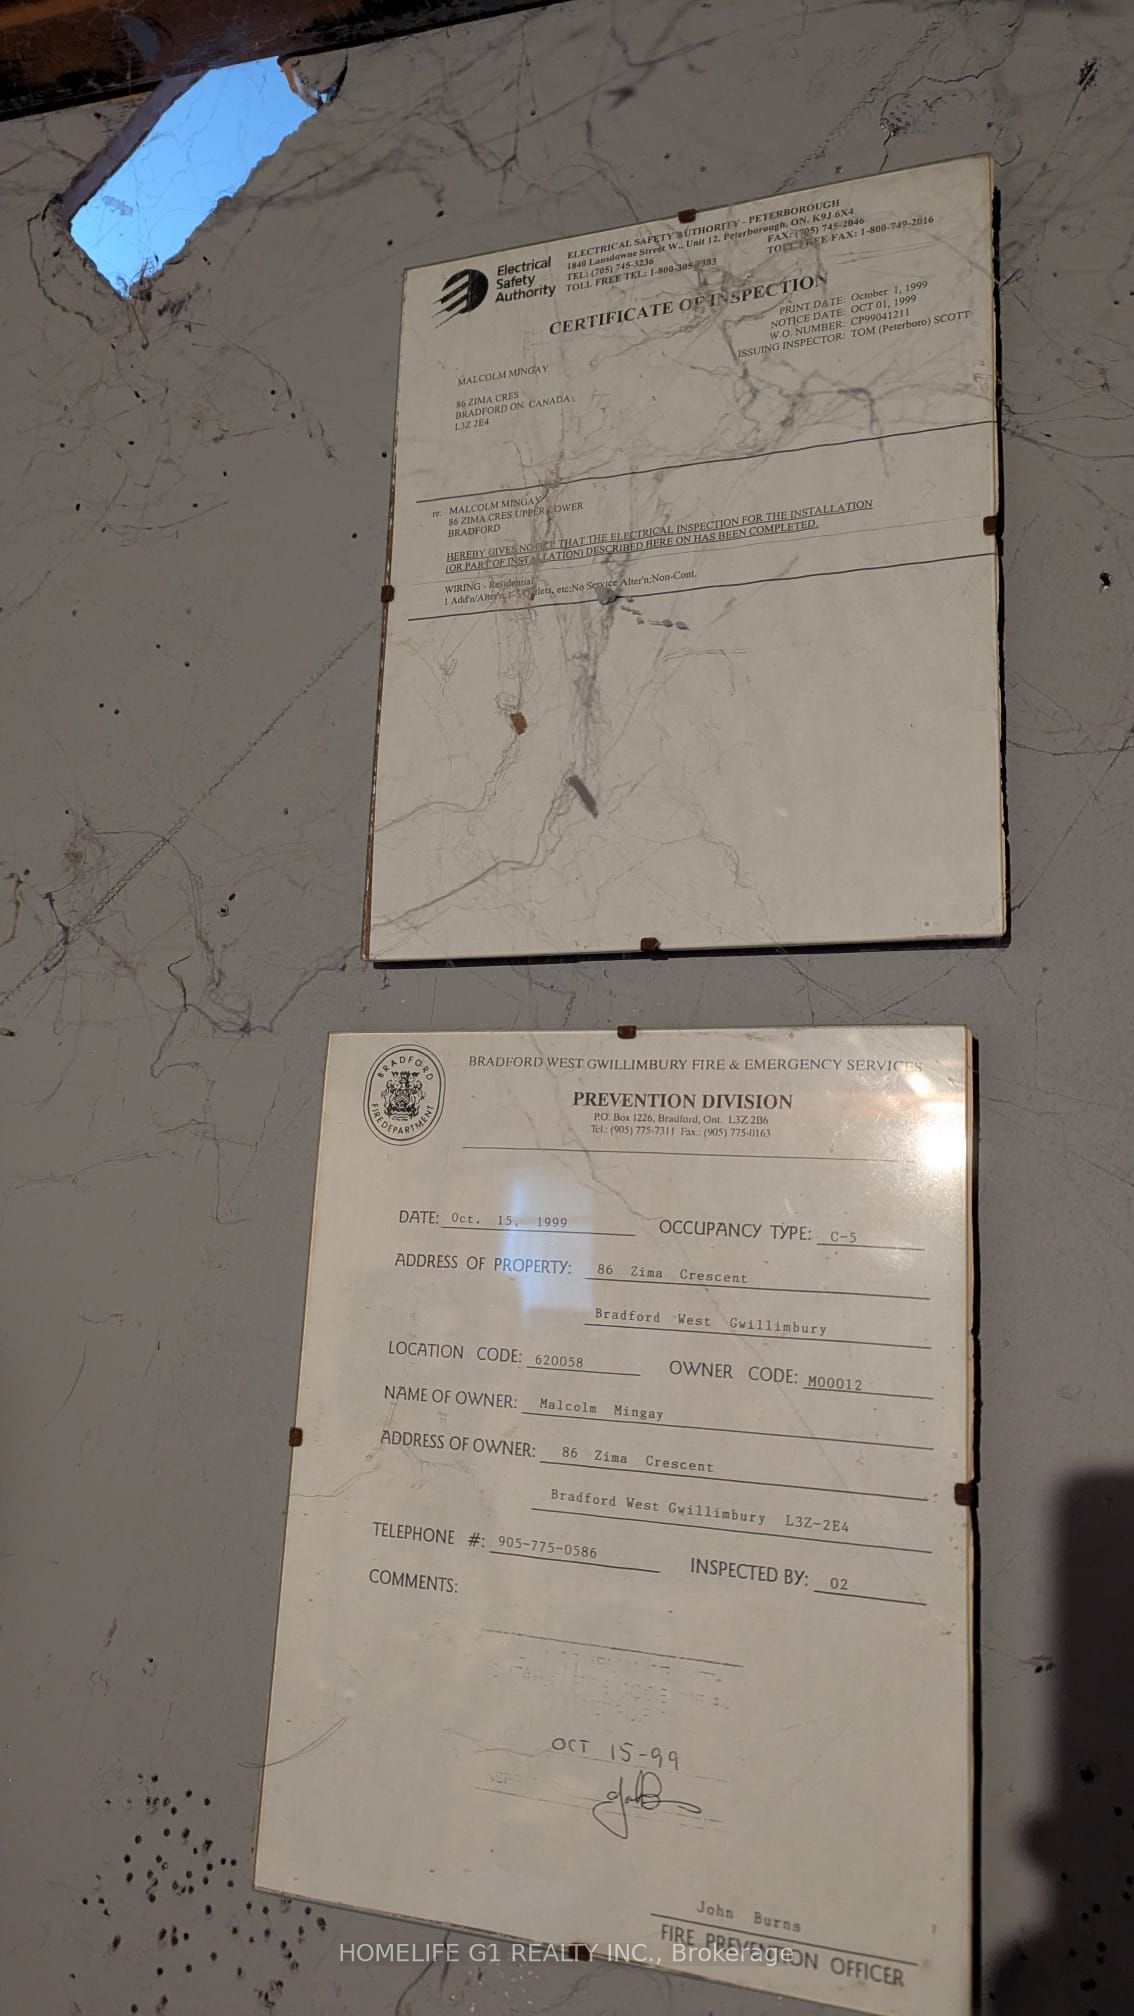 Electrical
Safety
Authority
ELECTRICAL SAFETY AUTHORITY - PETERBOROUGH
1840 Lansdowne Street W., Unit 12, Peterborough, ON. K9J 6X4
TEL: (705) 745-3236 FAX: (705) 745-2046
TOLL FREE TEL: 1-800-305-7383 TOLL FREE FAX: 1-800-749-2016
CERTIFICATE OF INSPECTION
PRINT DATE: October 1, 1999
NOTICE DATE: OCT 01, 1999
W.O. NUMBER: CP99041211
ISSUING INSPECTOR: TOM (Peterboro) SCOTT
MALCOLM MINGAY
86 ZIMA CRES
BRADFORD ON. CANADA
L3Z 2E4
re: MALCOLM MINGAY
86 ZIMA CRES UPPER LOWER
BRADFORD
HEREBY GIVES NOTICE THAT THE ELECTRICAL INSPECTION FOR THE INSTALLATION
(OR PART OF INSTALLATION) DESCRIBED HERE ON HAS BEEN COMPLETED.
WIRING - Residential
1 Add'n/Alter'n; etc;No Service Alter'n;Non-Cont.
BRADFORD
FIRE DEPARTMENT
BRADFORD WEST GWILLIMBURY FIRE & EMERGENCY SERVICES
PREVENTION DIVISION
P.O. Box 1226, Bradford, Ont. L3Z 2B6
Tel.: (905) 775-7311 Fax.: (905) 775-0163
DATE: Oct. 15, 1999 OCCUPANCY TYPE: C-5
ADDRESS OF PROPERTY: 86 Zima Crescent
Bradford West Gwillimbury
LOCATION CODE: 620058 OWNER CODE: M00012
NAME OF OWNER: Malcolm Mingay
ADDRESS OF OWNER: 86 Zima Crescent
Bradford West Gwillimbury L3Z-2E4
TELEPHONE #: 905-775-0586 INSPECTED BY: 02
COMMENTS:
OCT 15-99
John Burns
FIRE PREVENTION OFFICER
HOMELIFE G1 REALTY INC., Brokerage